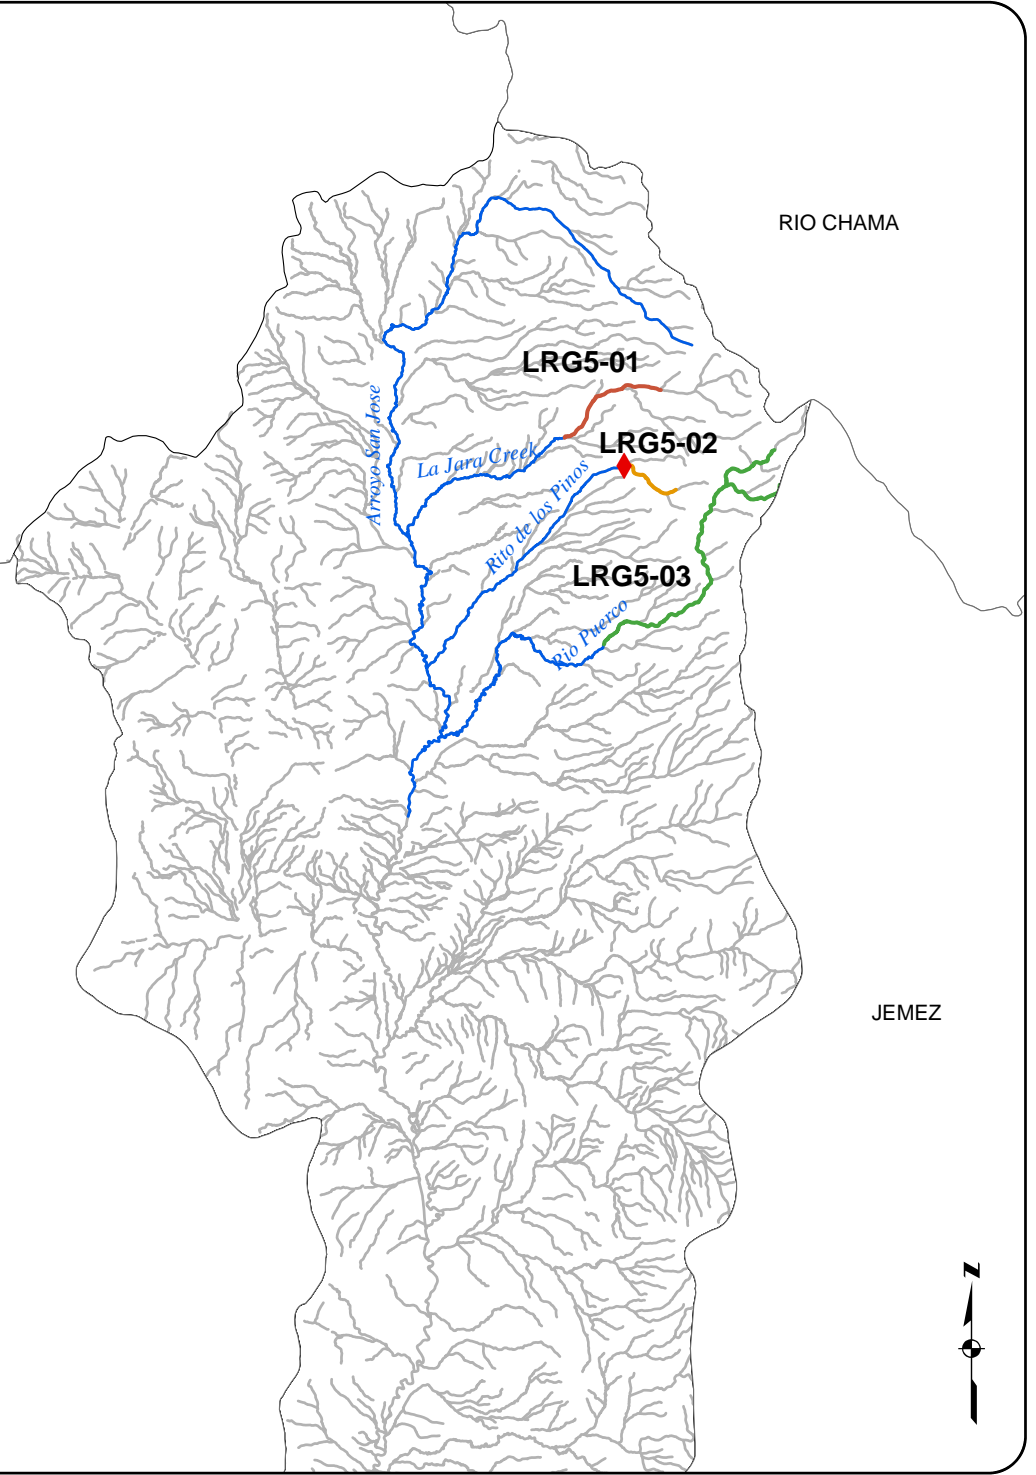 RIO CHAMA
LRG5-01
Arroyo San Jose
LRG5-02
La Jara Creek
Rito de los Pinos
LRG5-03
Rio Puerco
JEMEZ
N